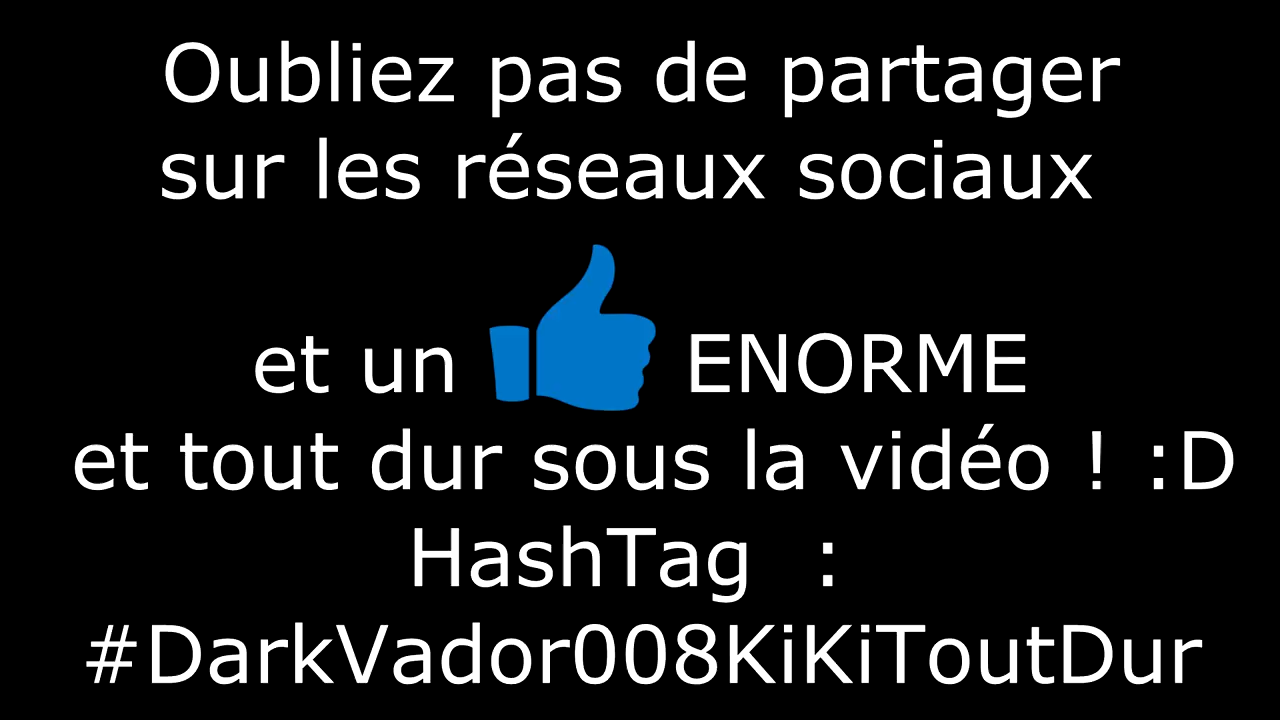 Oubliez pas de partager
sur les réseaux sociaux
et un ENORME
et tout dur sous la vidéo ! :D
HashTag :
#DarkVador008KiKiToutDur